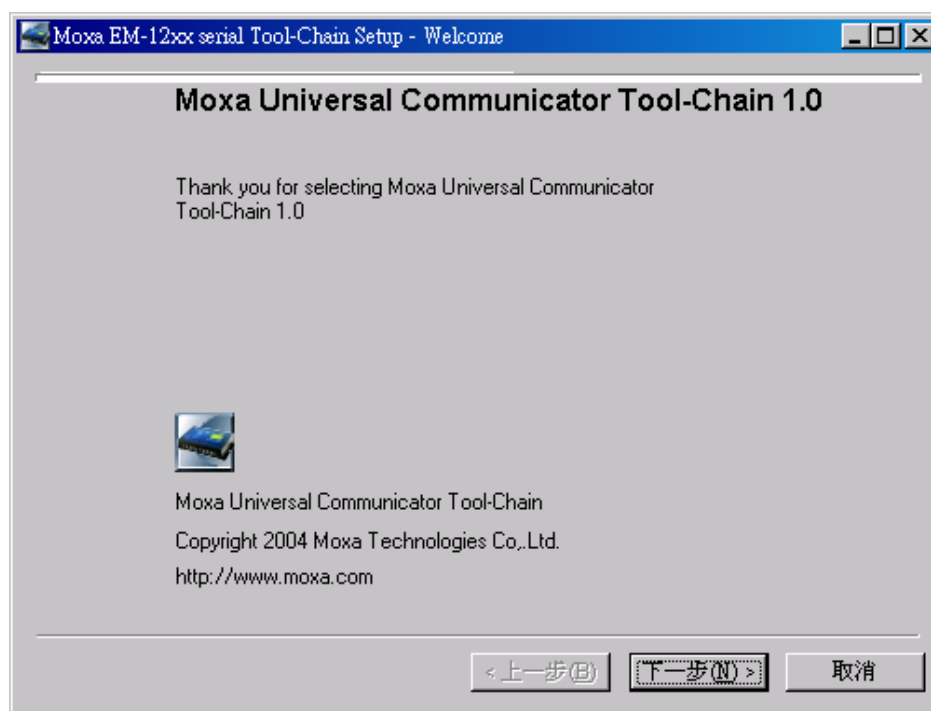 Moxa EM-12xx serial Tool-Chain Setup - Welcome
Moxa Universal Communicator Tool-Chain 1.0
Thank you for selecting Moxa Universal Communicator
Tool-Chain 1.0
Moxa Universal Communicator Tool-Chain
Copyright 2004 Moxa Technologies Co,.Ltd.
http://www.moxa.com
<上一步(B) 下一步(N) > 取消